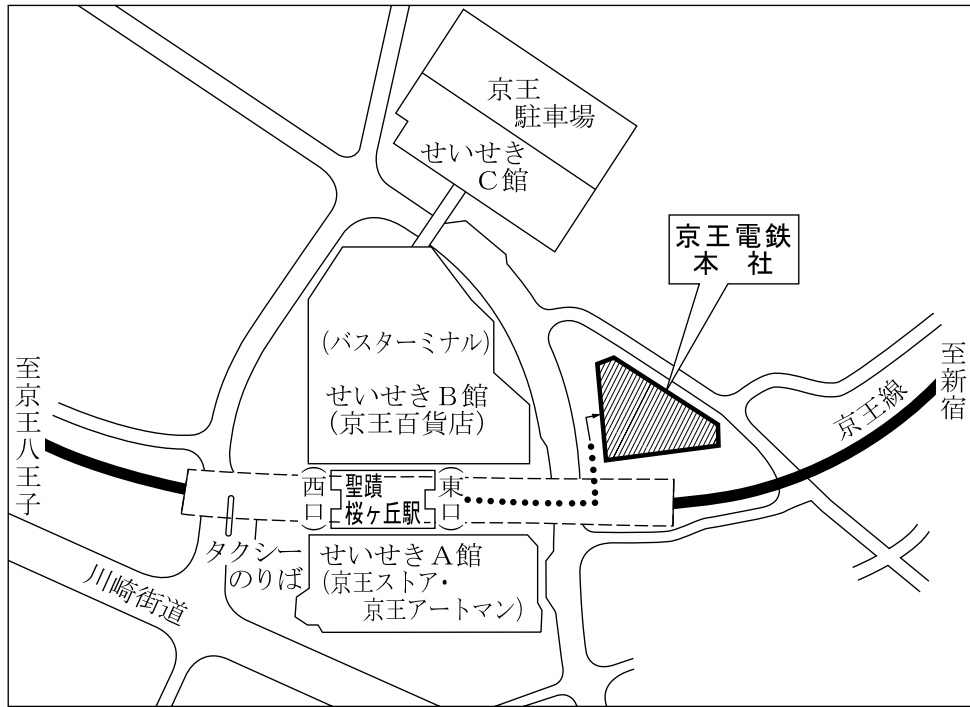 京王
駐車場
せいせき
C館
京王電鉄
本　社
(バスターミナル)
せいせきB館
(京王百貨店)
至京王八王子
至新宿
京王線
西口
聖蹟
桜ヶ丘駅
東口
タクシー
のりば
せいせきA館
(京王ストア・
京王アートマン)
川崎街道